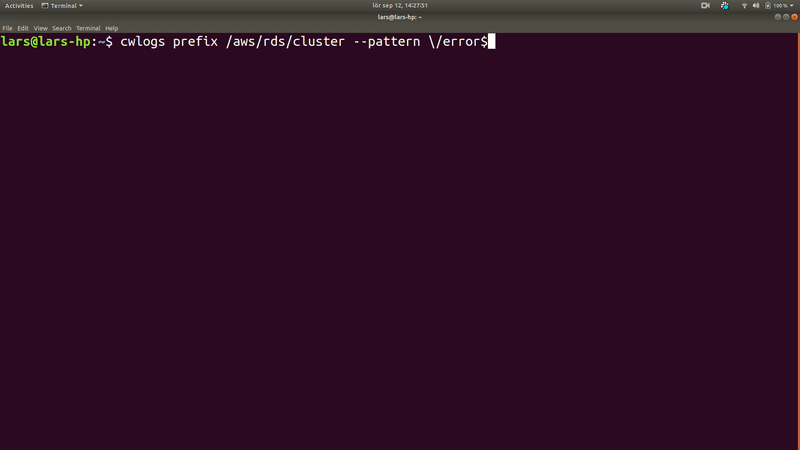 Activities Terminal lör sep 12, 14:27:51 100 %
lars@lars-hp: ~
File Edit View Search Terminal Help
lars@lars-hp:~$ cwlogs prefix /aws/rds/cluster --pattern \/error$